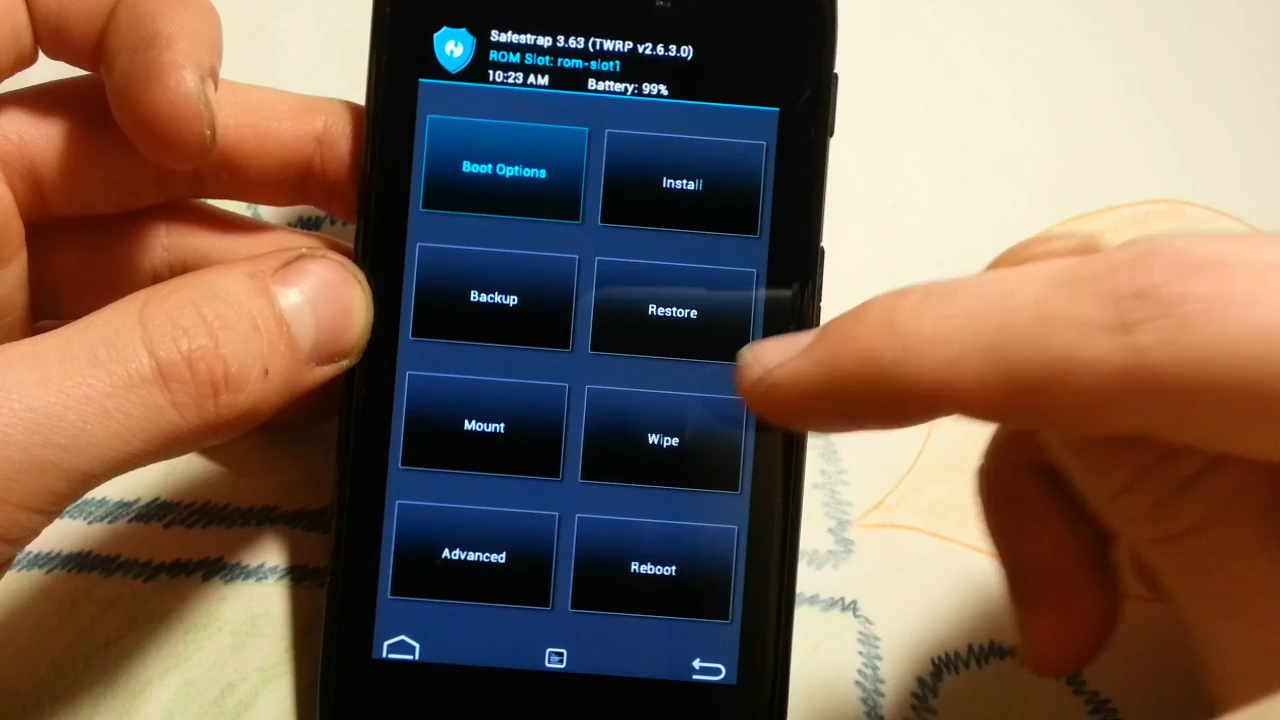 Safestrap 3.63 (TWRP v2.6.3.0)
ROM Slot: rom-slot1
10:23 AM Battery: 99%
Boot Options
Install
Backup
Restore
Mount
Wipe
Advanced
Reboot